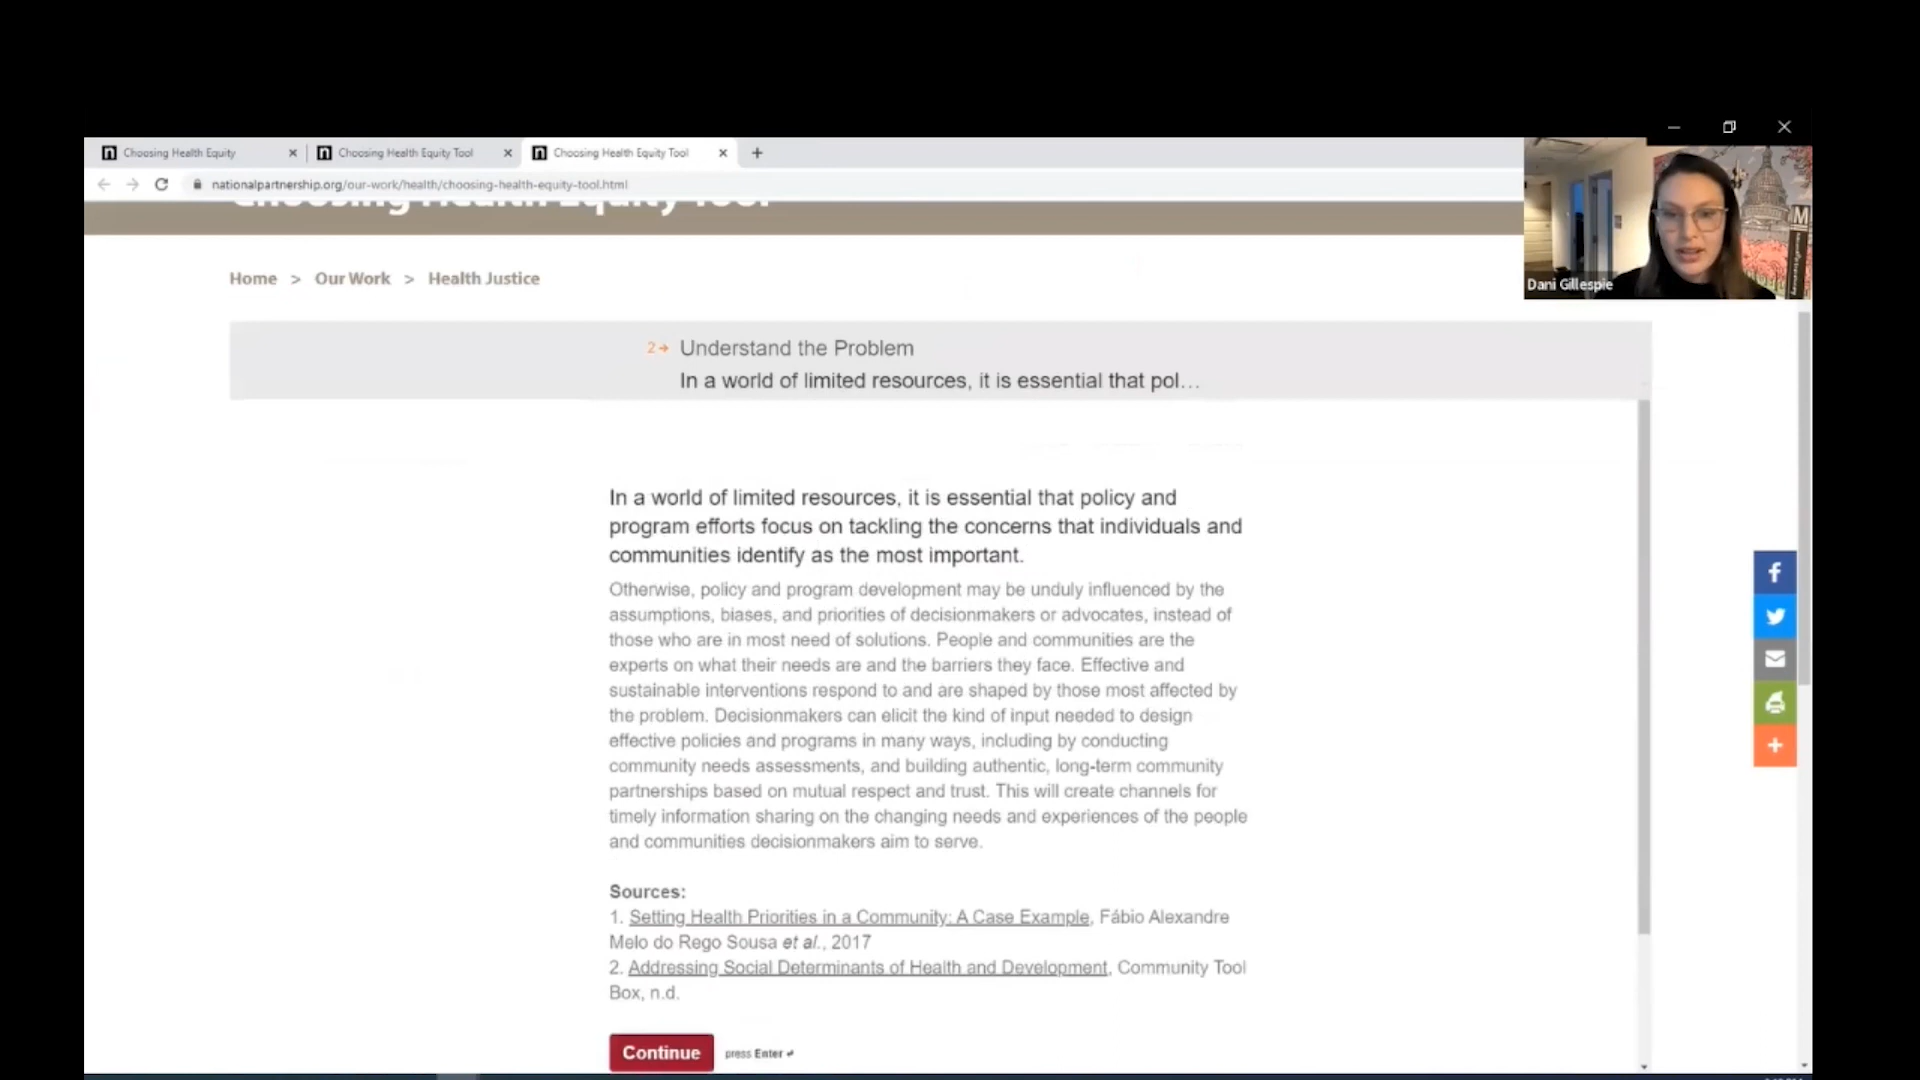 Choosing Health Equity
Choosing Health Equity Tool
Choosing Health Equity Tool
nationalpartnership.org/our-work/health/choosing-health-equity-tool.html
Choosing Health Equity Tool
M
Dani Gillespie
Home > Our Work > Health Justice
2→ Understand the Problem
In a world of limited resources, it is essential that pol...
In a world of limited resources, it is essential that policy and
program efforts focus on tackling the concerns that individuals and
communities identify as the most important.
Otherwise, policy and program development may be unduly influenced by the
assumptions, biases, and priorities of decisionmakers or advocates, instead of
those who are in most need of solutions. People and communities are the
experts on what their needs are and the barriers they face. Effective and
sustainable interventions respond to and are shaped by those most affected by
the problem. Decisionmakers can elicit the kind of input needed to design
effective policies and programs in many ways, including by conducting
community needs assessments, and building authentic, long-term community
partnerships based on mutual respect and trust. This will create channels for
timely information sharing on the changing needs and experiences of the people
and communities decisionmakers aim to serve.
Sources:
1. Setting Health Priorities in a Community: A Case Example, Fábio Alexandre
Melo do Rego Sousa et al., 2017
2. Addressing Social Determinants of Health and Development, Community Tool
Box, n.d.
Continue press Enter ↵